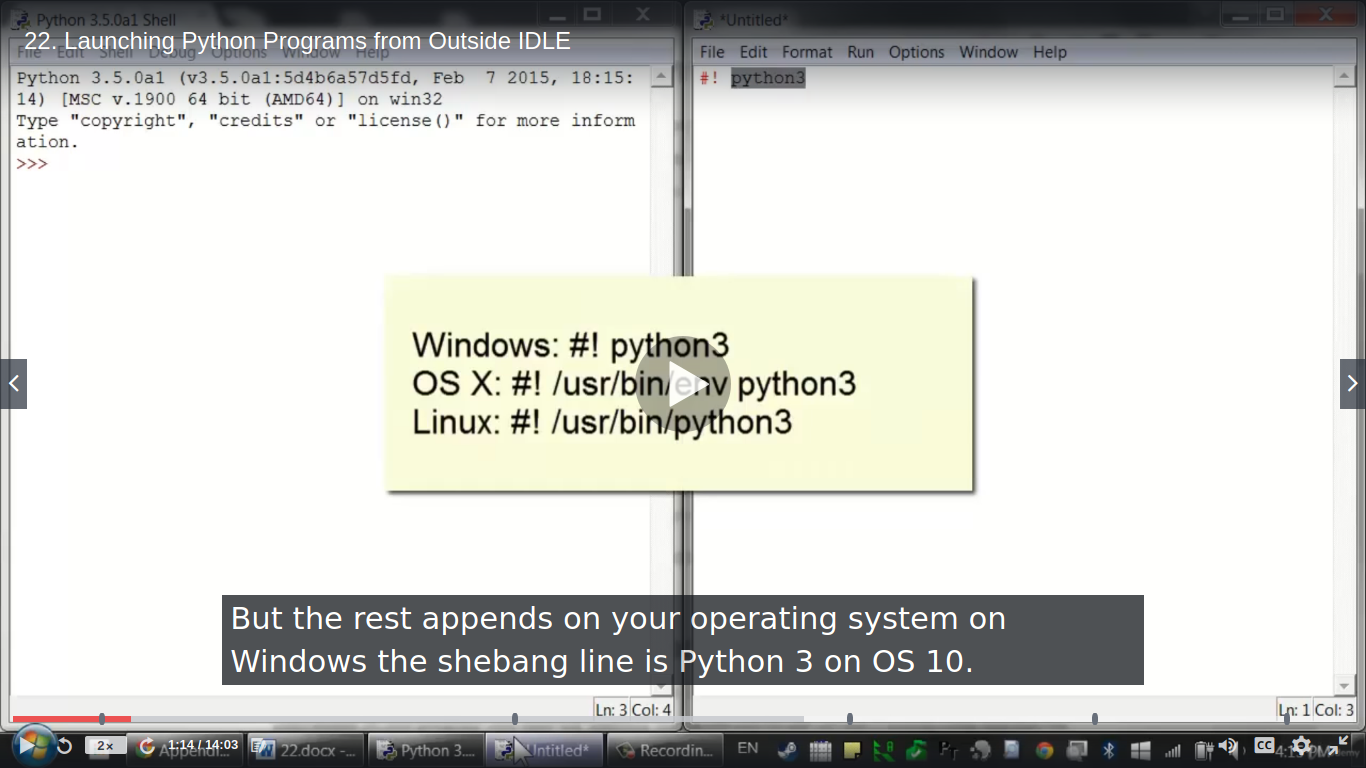 Python 3.5.0a1 Shell
22. Launching Python Programs from Outside IDLE
File Edit Shell Debug Options Window Help
Python 3.5.0a1 (v3.5.0a1:5d4b6a57d5fd, Feb 7 2015, 18:15:
14) [MSC v.1900 64 bit (AMD64)] on win32
Type "copyright", "credits" or "license()" for more inform
ation.
>>>
*Untitled*
File Edit Format Run Options Window Help
#! python3
Windows: #! python3
OS X: #! /usr/bin/env python3
Linux: #! /usr/bin/python3
But the rest appends on your operating system on
Windows the shebang line is Python 3 on OS 10.
Ln: 3 Col: 4
Ln: 1 Col: 3
2x
Appendi...
1:14 / 14:03
22.docx -...
Python 3....
*Untitled*
Recordin...
EN
CC